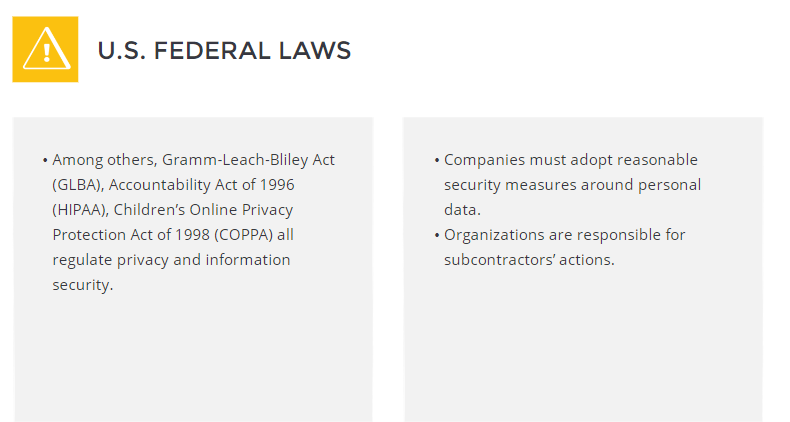 U.S. FEDERAL LAWS
• Among others, Gramm-Leach-Bliley Act
(GLBA), Accountability Act of 1996
(HIPAA), Children’s Online Privacy
Protection Act of 1998 (COPPA) all
regulate privacy and information
security.
• Companies must adopt reasonable
security measures around personal
data.
• Organizations are responsible for
subcontractors’ actions.